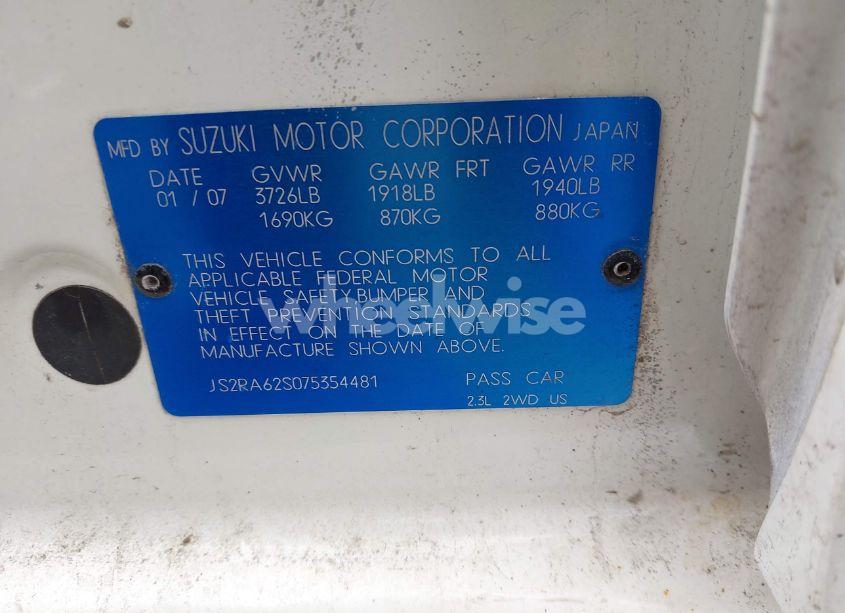 MFD BY SUZUKI MOTOR CORPORATION JAPAN
DATE GVWR GAWR FRT GAWR RR
01 / 07 3726LB 1918LB 1940LB
1690KG 870KG 880KG
THIS VEHICLE CONFORMS TO ALL
APPLICABLE FEDERAL MOTOR
VEHICLE SAFETY,BUMPER AND
THEFT PREVENTION STANDARDS
IN EFFECT ON THE DATE OF
MANUFACTURE SHOWN ABOVE.
wheelwise
JS2RA62S075354481 PASS CAR
2.3L 2WD US